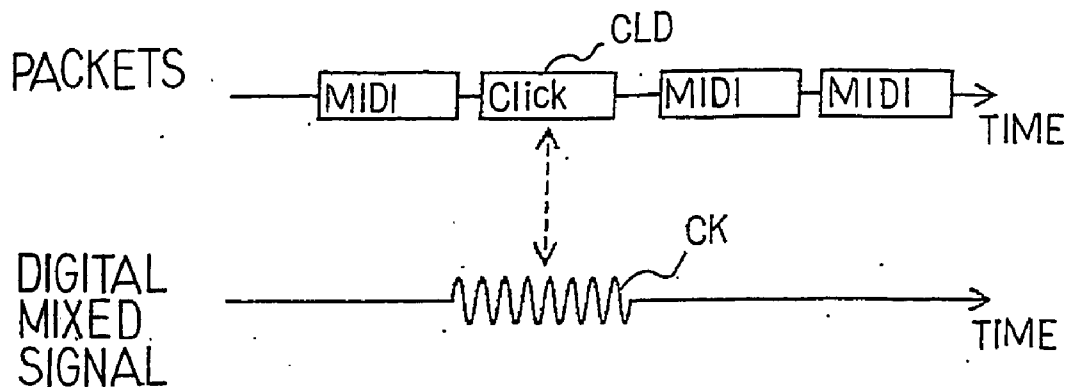 CLD
PACKETS
MIDI Click MIDI MIDI
TIME
CK
DIGITAL
MIXED
SIGNAL
TIME